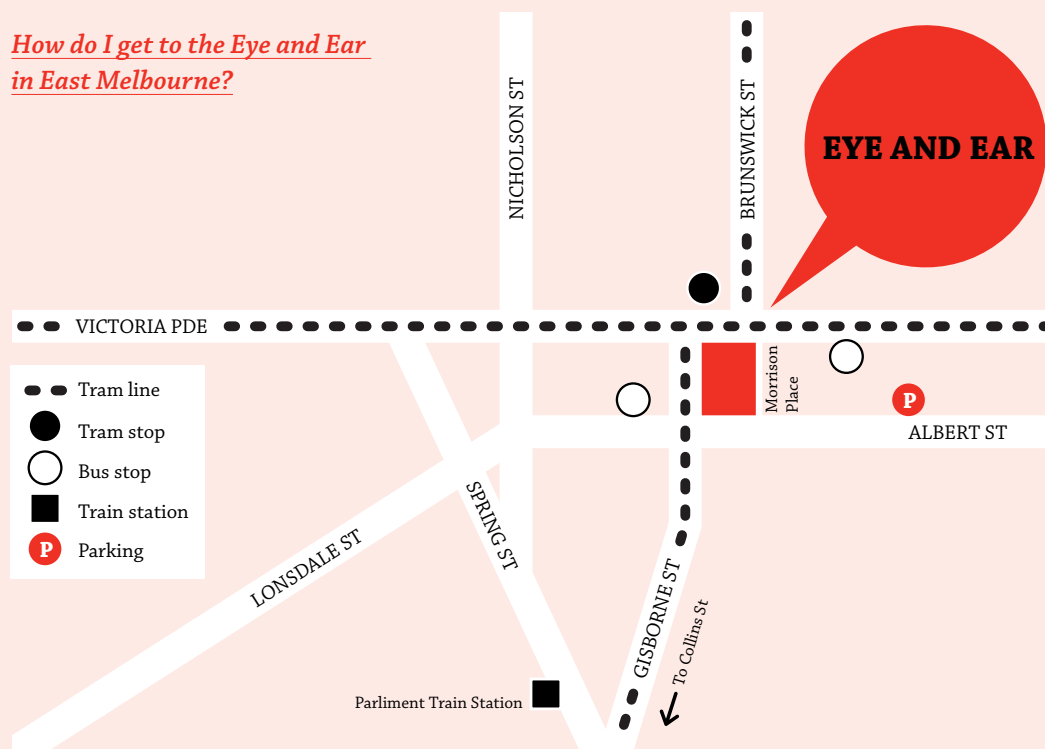 How do I get to the Eye and Ear
in East Melbourne?
NICHOLSON ST
BRUNSWICK ST
EYE AND EAR
VICTORIA PDE
Morrison
Place
P
ALBERT ST
Tram line
Tram stop
Bus stop
Train station
P
Parking
SPRING ST
LONSDALE ST
GISBORNE ST
To Collins St
Parliment Train Station